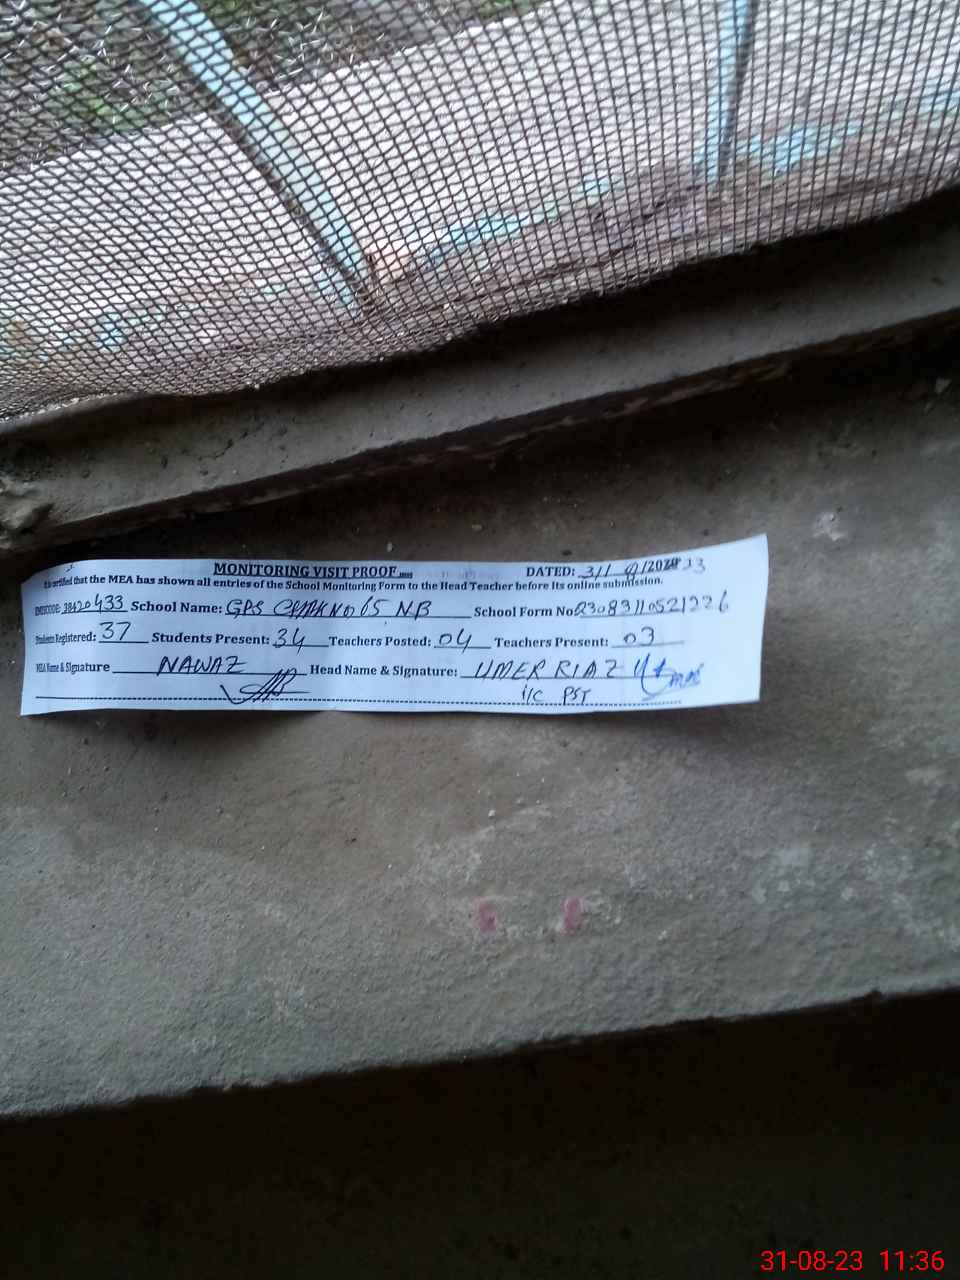 MONITORING VISIT PROOF
DATED: 31/ /2023
It is certified that the MEA has shown all entries of the School Monitoring Form to the Head Teacher before its online submission.
EMISCODE: 38420433 School Name: GPS CHAK No 65 NB School Form No 23083110521226
Students Registered: 37 Students Present: 34 Teachers Posted: 04 Teachers Present: 03
MEA Name & Signature NAWAZ Head Name & Signature: UMER RIAZ
I/C PST
31-08-23 11:36